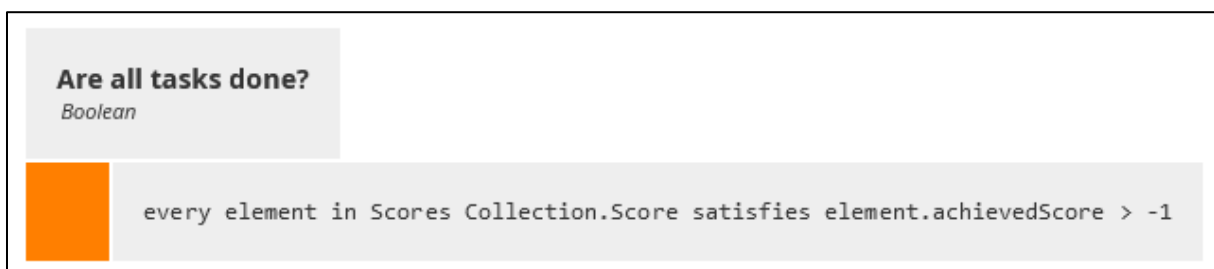 Are all tasks done?
Boolean
every element in Scores Collection.Score satisfies element.achievedScore > -1